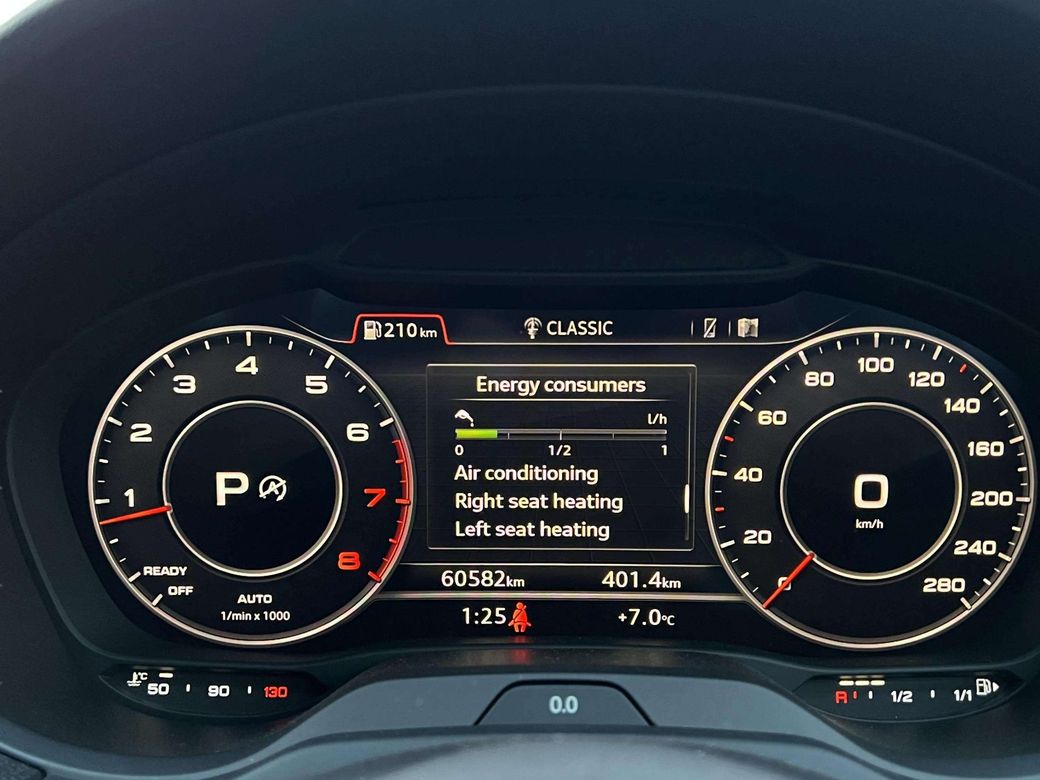 210 km
CLASSIC
Energy consumers
l/h
0 1/2 1
Air conditioning
Right seat heating
Left seat heating
60582km 401.4km
1:25 +7.0°C
1 2 3 4 5 6 7 8
P A
READY
OFF
AUTO
1/min x 1000
0 20 40 60 80 100 120 140 160 200 240 280
0
km/h
°C
50 90 130
R 1/2 1/1
0.0